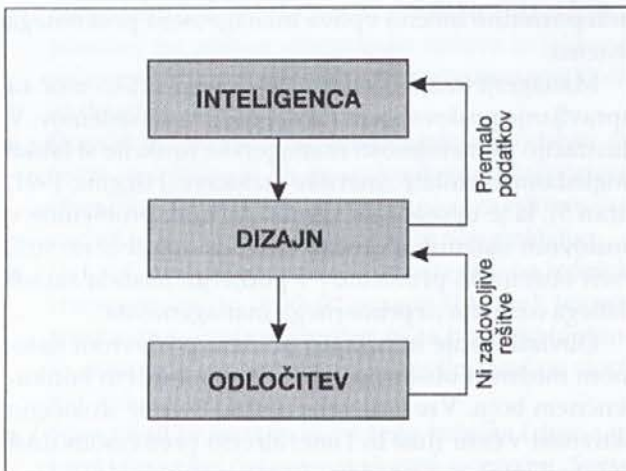 INTELIGENCA
Premalo
podatkov
DIZAJN
Ni zadovoljive
rešitve
ODLOČITEV